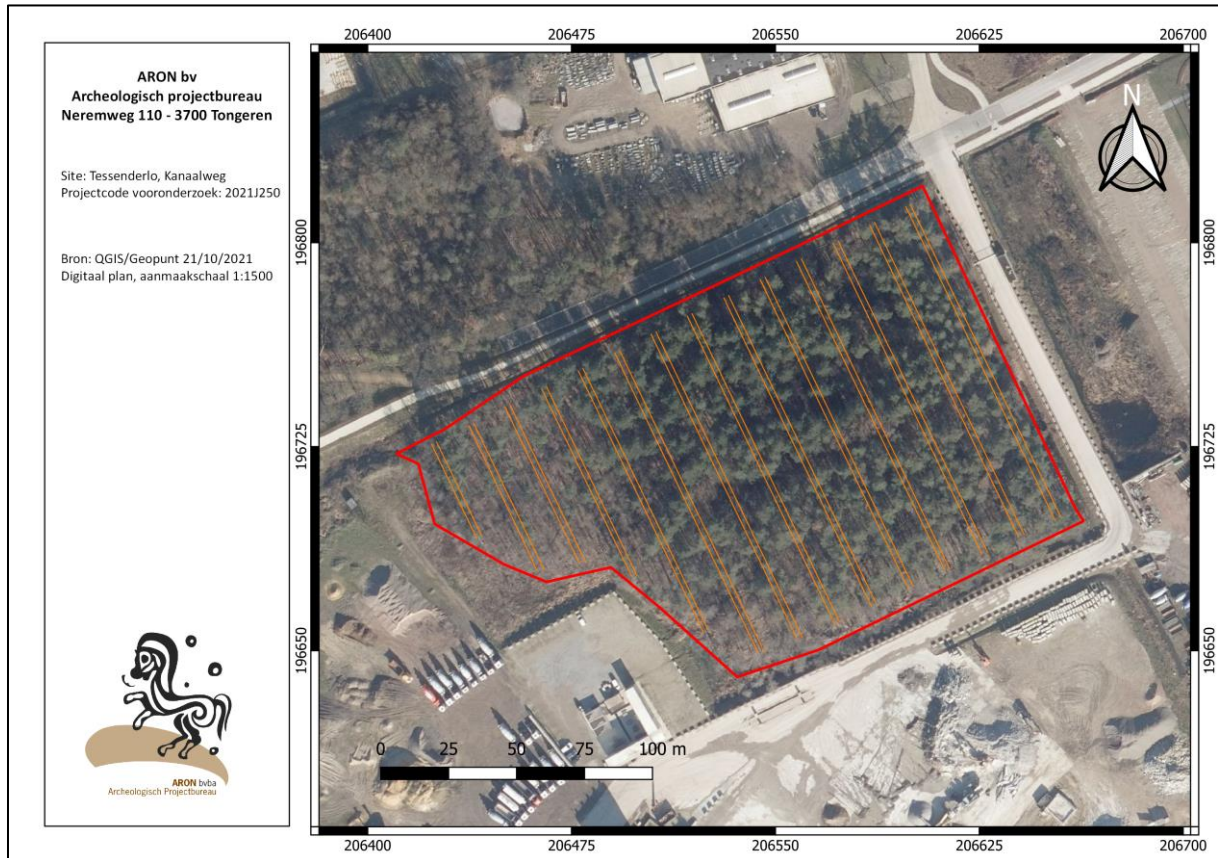 ARON bv
Archeologisch projectbureau
Neremweg 110 - 3700 Tongeren
Site: Tessenderlo, Kanaalweg
Projectcode vooronderzoek: 2021J250
Bron: QGIS/Geopunt 21/10/2021
Digitaal plan, aanmaakschaal 1:1500
ARON bvba
Archeologisch Projectbureau
206400 206475 206550 206625 206700
196800 196800
196725 196725
196650 196650
N
0 25 50 75 100 m
206400 206475 206550 206625 206700